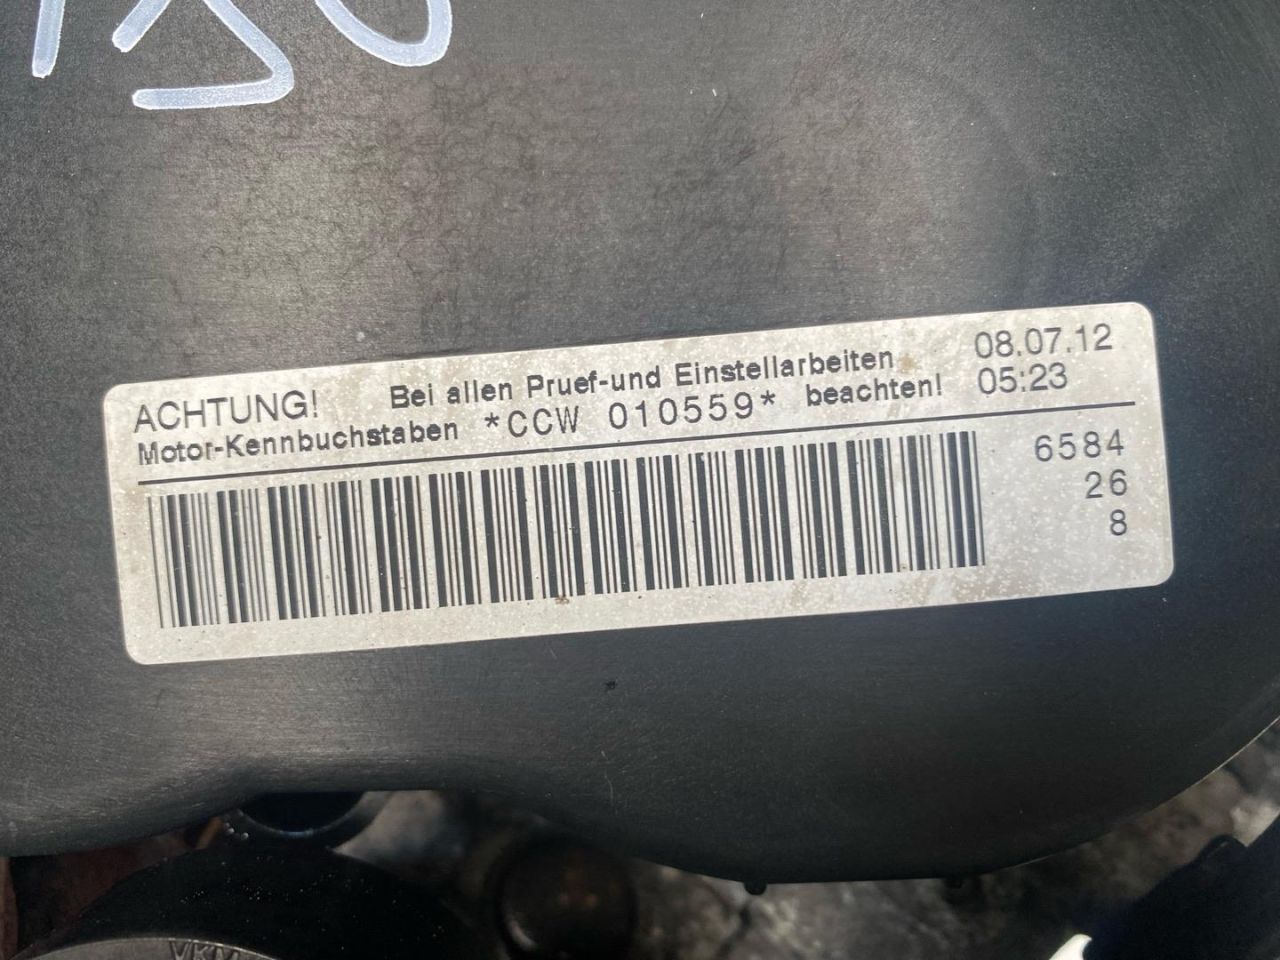 ACHTUNG! Bei allen Pruef-und Einstellarbeiten 08.07.12
Motor-Kennbuchstaben *CCW 010559* beachten! 05:23
6584
26
8
VKM